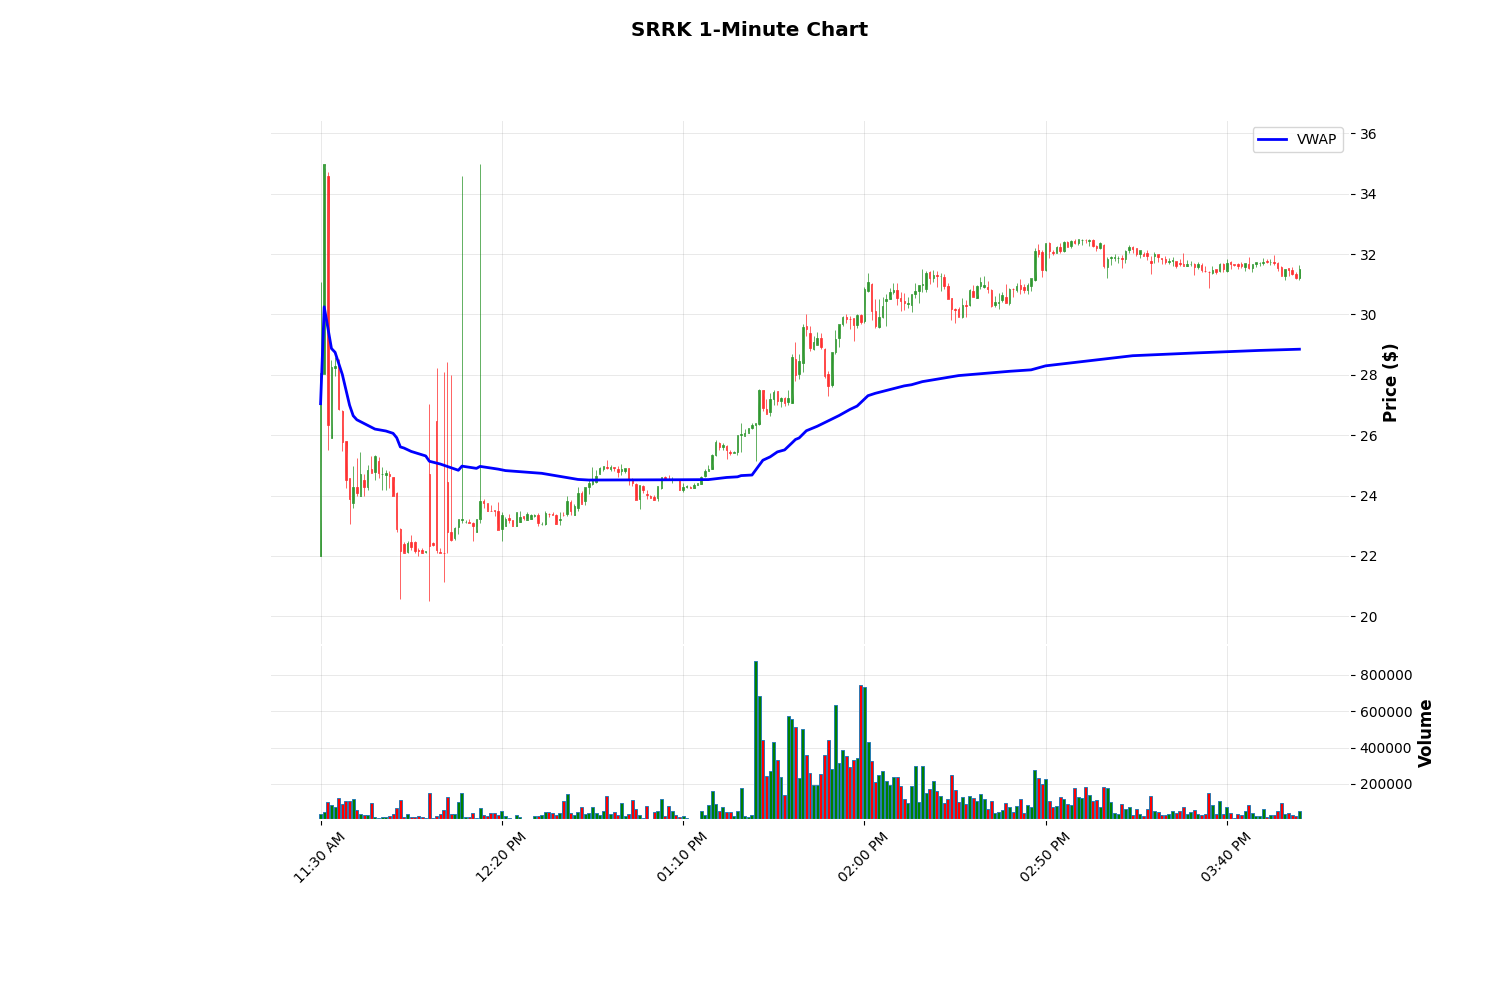 SRRK 1-Minute Chart
VWAP
36
34
32
30
28
26
24
22
20
Price ($)
800000
600000
400000
200000
Volume
11:30 AM
12:20 PM
01:10 PM
02:00 PM
02:50 PM
03:40 PM